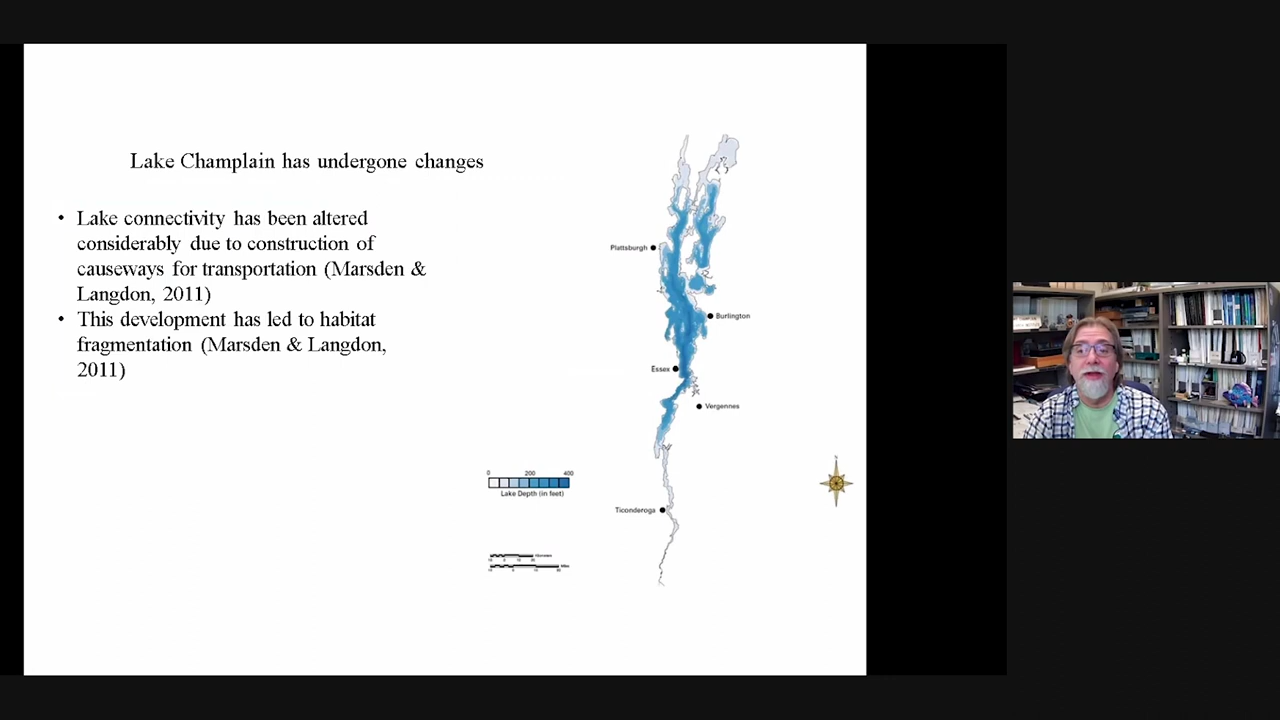 Lake Champlain has undergone changes
• Lake connectivity has been altered
considerably due to construction of
causeways for transportation (Marsden &
Langdon, 2011)
• This development has led to habitat
fragmentation (Marsden & Langdon,
2011)
Plattsburgh
Burlington
Essex
Vergennes
0 200 400
Lake Depth (in feet)
Ticonderoga